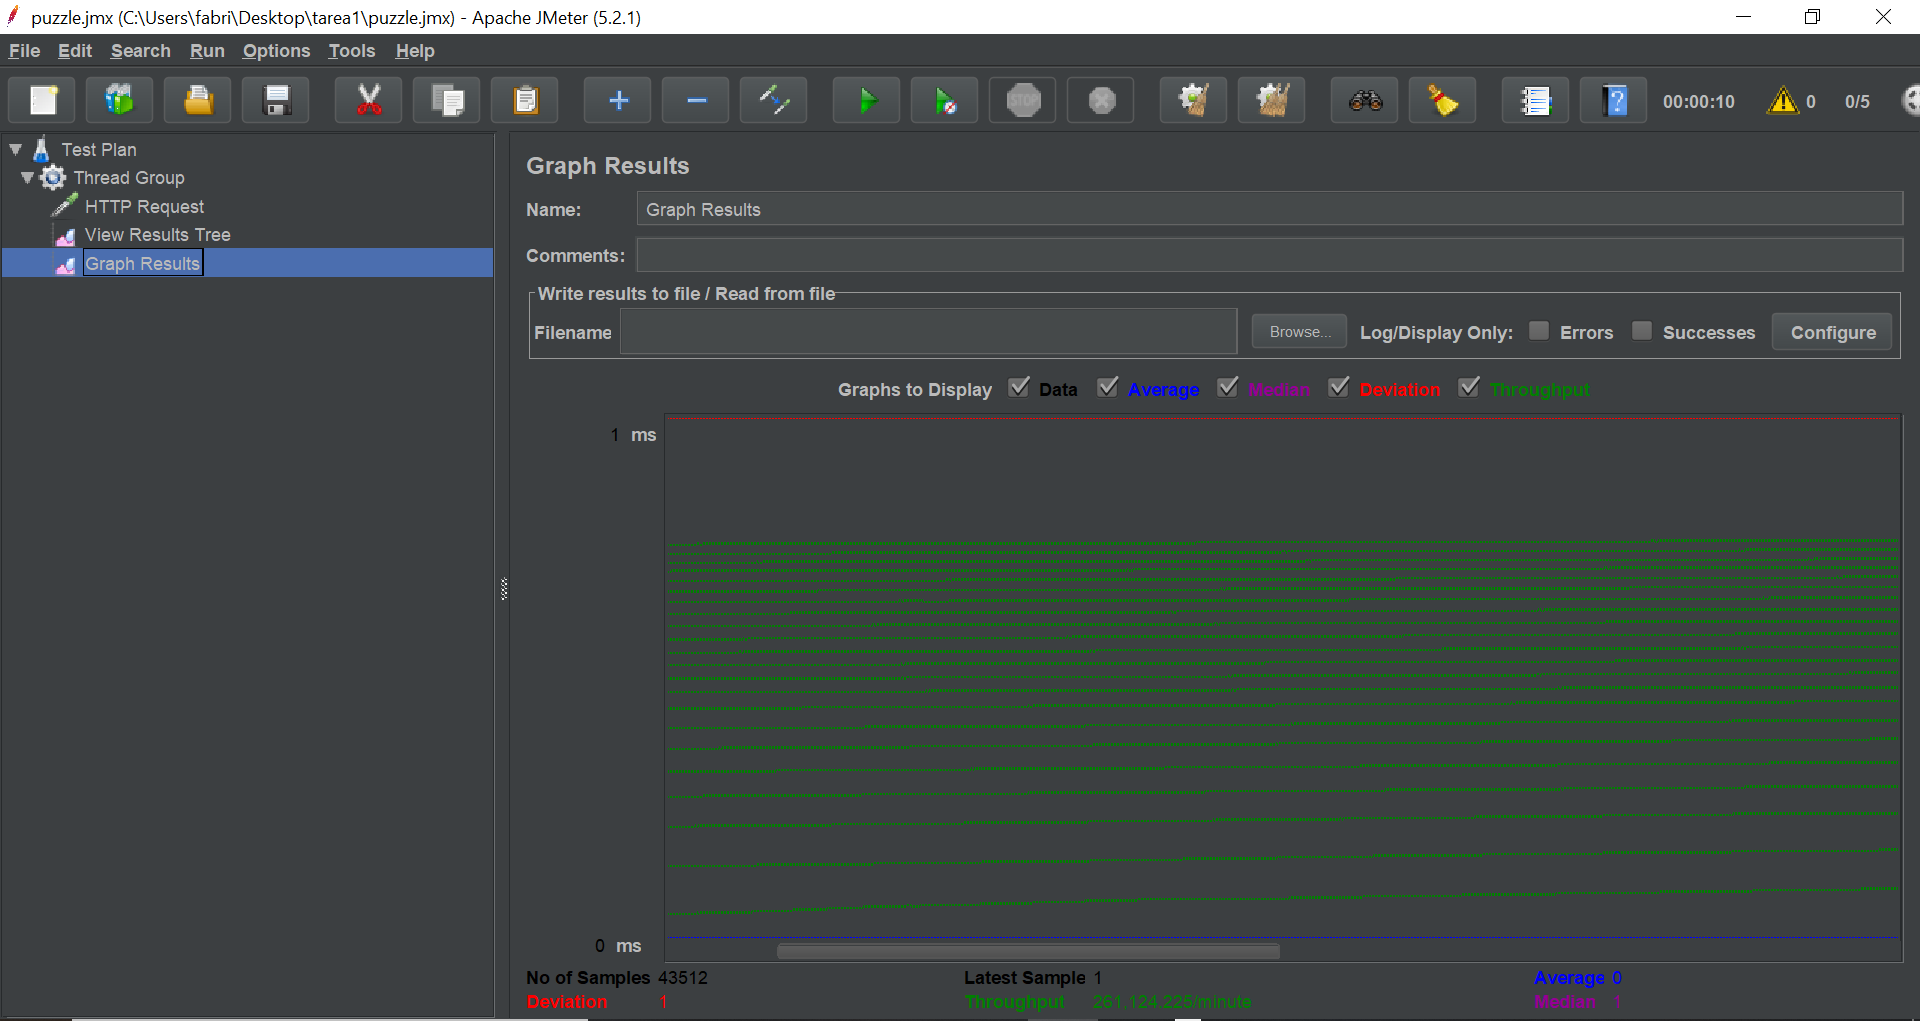 puzzle.jmx (C:\Users\fabri\Desktop\tarea1\puzzle.jmx) - Apache JMeter (5.2.1)
File Edit Search Run Options Tools Help
STOP
00:00:10 0 0/5
Test Plan
Thread Group
HTTP Request
View Results Tree
Graph Results
Graph Results
Name: Graph Results
Comments:
Write results to file / Read from file
Filename Browse... Log/Display Only: Errors Successes Configure
Graphs to Display Data Average Median Deviation Throughput
1 ms
0 ms
No of Samples 43512 Latest Sample 1 Average 0
Deviation 1 Throughput 261,124.225/minute Median 1